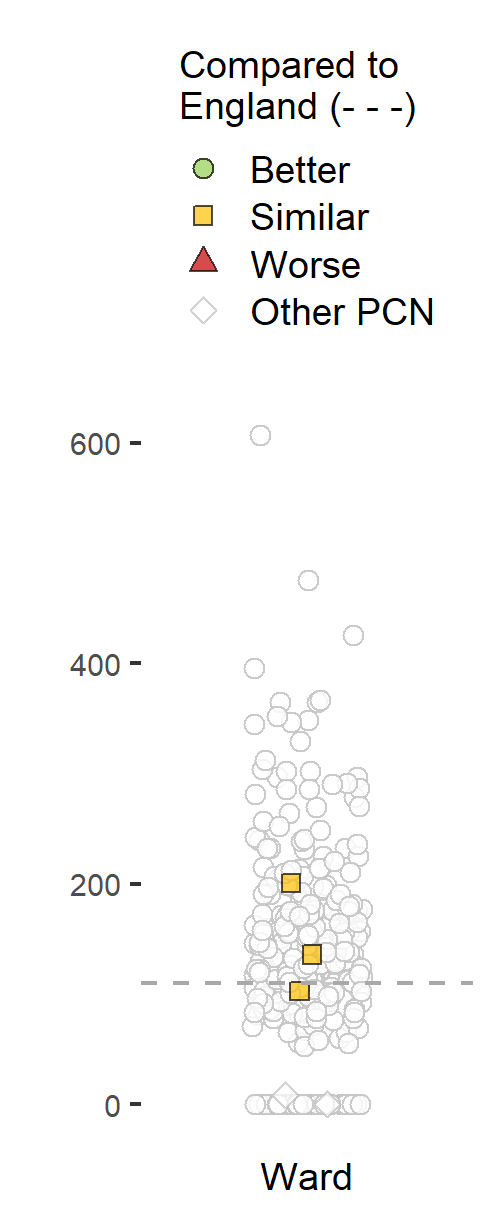 Compared to
England (- - -)
Better
Similar
Worse
Other PCN
600
400
200
0
Ward